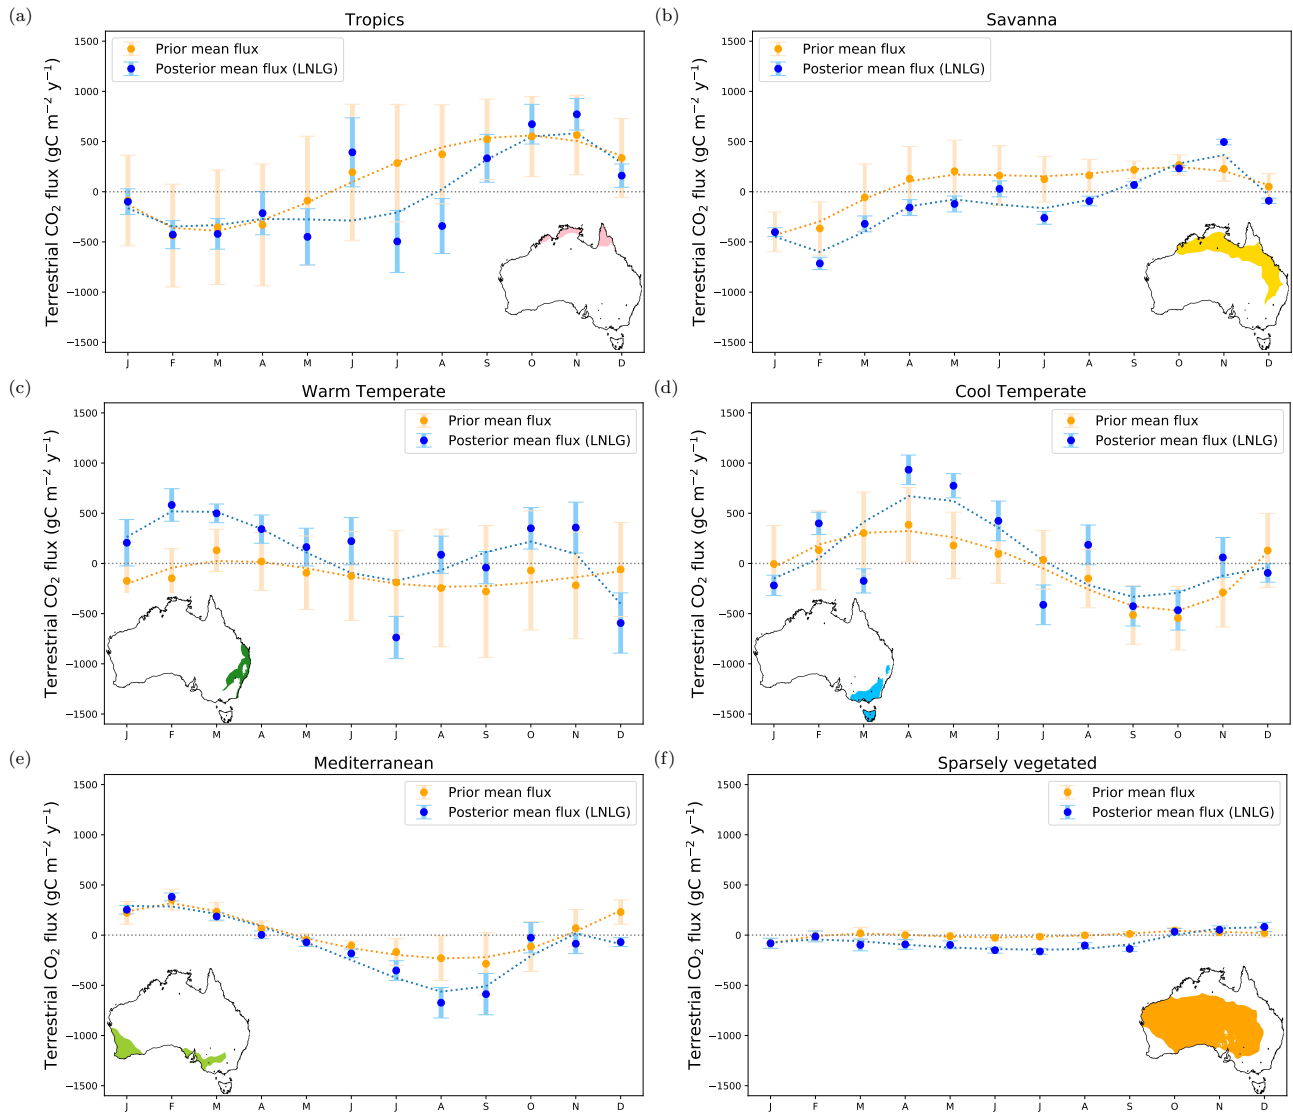 (a)
Tropics
Prior mean flux
Posterior mean flux (LNLG)
Terrestrial CO₂ flux (gC m⁻² y⁻¹)
1500
1000
500
0
−500
−1000
−1500
J F M A M J J A S O N D
(b)
Savanna
Prior mean flux
Posterior mean flux (LNLG)
Terrestrial CO₂ flux (gC m⁻² y⁻¹)
1500
1000
500
0
−500
−1000
−1500
J F M A M J J A S O N D
(c)
Warm Temperate
Prior mean flux
Posterior mean flux (LNLG)
Terrestrial CO₂ flux (gC m⁻² y⁻¹)
1500
1000
500
0
−500
−1000
−1500
J F M A M J J A S O N D
(d)
Cool Temperate
Prior mean flux
Posterior mean flux (LNLG)
Terrestrial CO₂ flux (gC m⁻² y⁻¹)
1500
1000
500
0
−500
−1000
−1500
J F M A M J J A S O N D
(e)
Mediterranean
Prior mean flux
Posterior mean flux (LNLG)
Terrestrial CO₂ flux (gC m⁻² y⁻¹)
1500
1000
500
0
−500
−1000
−1500
J F M A M J J A S O N D
(f)
Sparsely vegetated
Prior mean flux
Posterior mean flux (LNLG)
Terrestrial CO₂ flux (gC m⁻² y⁻¹)
1500
1000
500
0
−500
−1000
−1500
J F M A M J J A S O N D